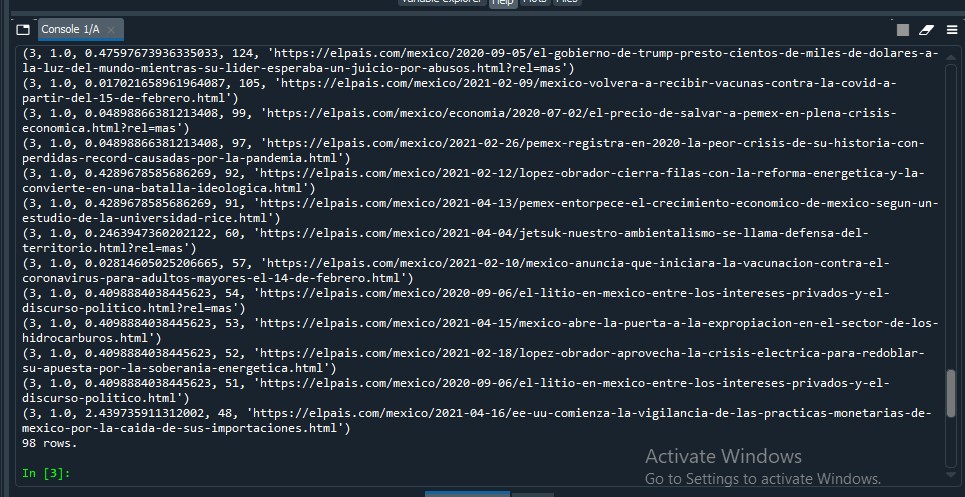 Variable explorer Help Plots Files
Console 1/A
(3, 1.0, 0.47597673936335033, 124, 'https://elpais.com/mexico/2020-09-05/el-gobierno-de-trump-presto-cientos-de-miles-de-dolares-a-
la-luz-del-mundo-mientras-su-lider-esperaba-un-juicio-por-abusos.html?rel=mas')
(3, 1.0, 0.017021658961964087, 105, 'https://elpais.com/mexico/2021-02-09/mexico-volvera-a-recibir-vacunas-contra-la-covid-a-
partir-del-15-de-febrero.html')
(3, 1.0, 0.04898866381213408, 99, 'https://elpais.com/mexico/economia/2020-07-02/el-precio-de-salvar-a-pemex-en-plena-crisis-
economica.html?rel=mas')
(3, 1.0, 0.04898866381213408, 97, 'https://elpais.com/mexico/2021-02-26/pemex-registra-en-2020-la-peor-crisis-de-su-historia-con-
perdidas-record-causadas-por-la-pandemia.html')
(3, 1.0, 0.4289678585686269, 92, 'https://elpais.com/mexico/2021-02-12/lopez-obrador-cierra-filas-con-la-reforma-energetica-y-la-
convierte-en-una-batalla-ideologica.html')
(3, 1.0, 0.4289678585686269, 91, 'https://elpais.com/mexico/2021-04-13/pemex-entorpece-el-crecimiento-economico-de-mexico-segun-un-
estudio-de-la-universidad-rice.html')
(3, 1.0, 0.2463947360202122, 60, 'https://elpais.com/mexico/2021-04-04/jetsuk-nuestro-ambientalismo-se-llama-defensa-del-
territorio.html?rel=mas')
(3, 1.0, 0.02814605025206665, 57, 'https://elpais.com/mexico/2021-02-10/mexico-anuncia-que-iniciara-la-vacunacion-contra-el-
coronavirus-para-adultos-mayores-el-14-de-febrero.html')
(3, 1.0, 0.4098884038445623, 54, 'https://elpais.com/mexico/2020-09-06/el-litio-en-mexico-entre-los-intereses-privados-y-el-
discurso-politico.html?rel=mas')
(3, 1.0, 0.4098884038445623, 53, 'https://elpais.com/mexico/2021-04-15/mexico-abre-la-puerta-a-la-expropiacion-en-el-sector-de-los-
hidrocarburos.html')
(3, 1.0, 0.4098884038445623, 52, 'https://elpais.com/mexico/2021-02-18/lopez-obrador-aprovecha-la-crisis-electrica-para-redoblar-
su-apuesta-por-la-soberania-energetica.html')
(3, 1.0, 0.4098884038445623, 51, 'https://elpais.com/mexico/2020-09-06/el-litio-en-mexico-entre-los-intereses-privados-y-el-
discurso-politico.html')
(3, 1.0, 2.439735911312002, 48, 'https://elpais.com/mexico/2021-04-16/ee-uu-comienza-la-vigilancia-de-las-practicas-monetarias-de-
mexico-por-la-caida-de-sus-importaciones.html')
98 rows.
In [3]:
Activate Windows
Go to Settings to activate Windows.